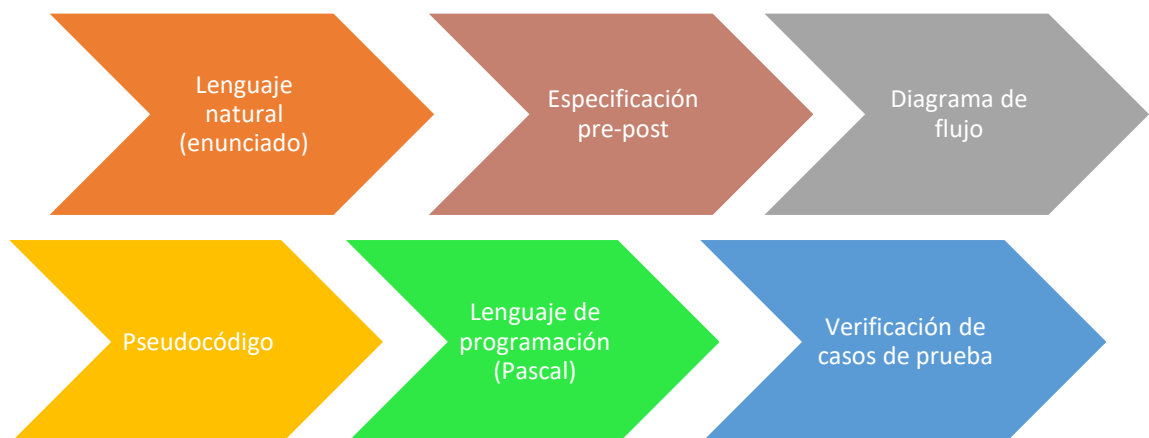 Lenguaje
natural
(enunciado)
Especificación
pre-post
Diagrama de
flujo
Pseudocódigo
Lenguaje de
programación
(Pascal)
Verificación de
casos de prueba